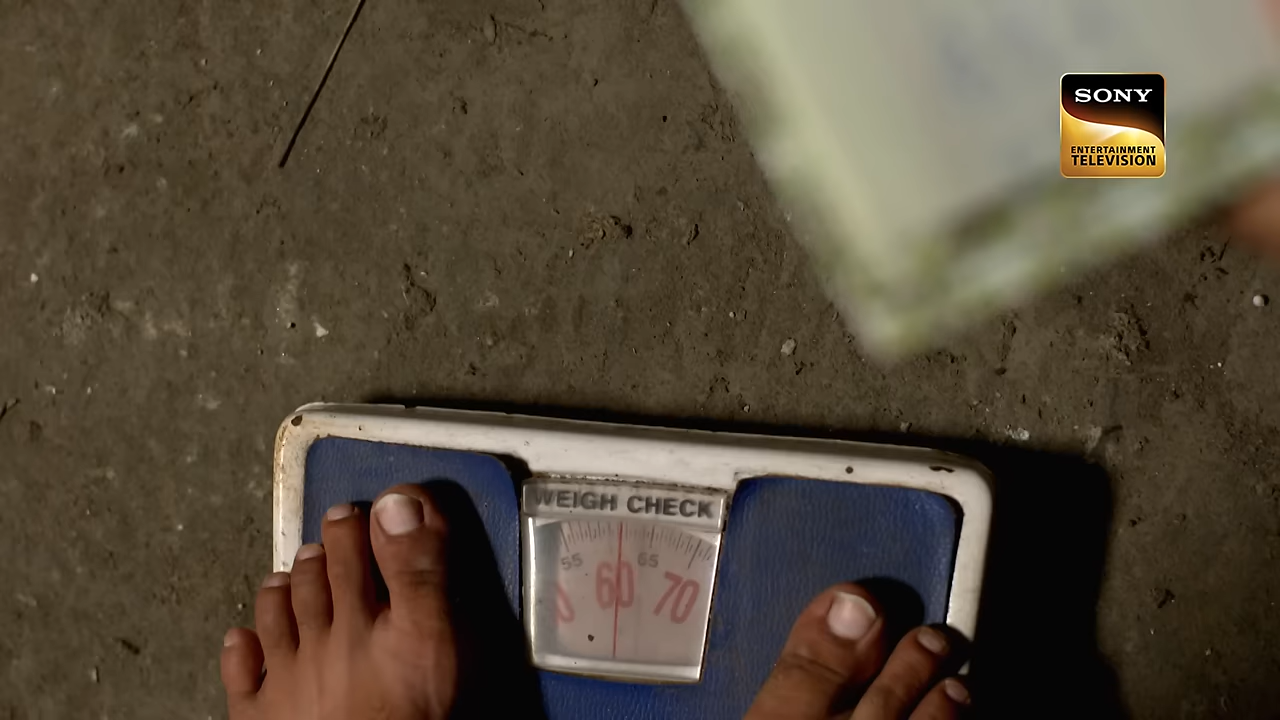 SONY
ENTERTAINMENT
TELEVISION
WEIGH CHECK
55 65
60 70